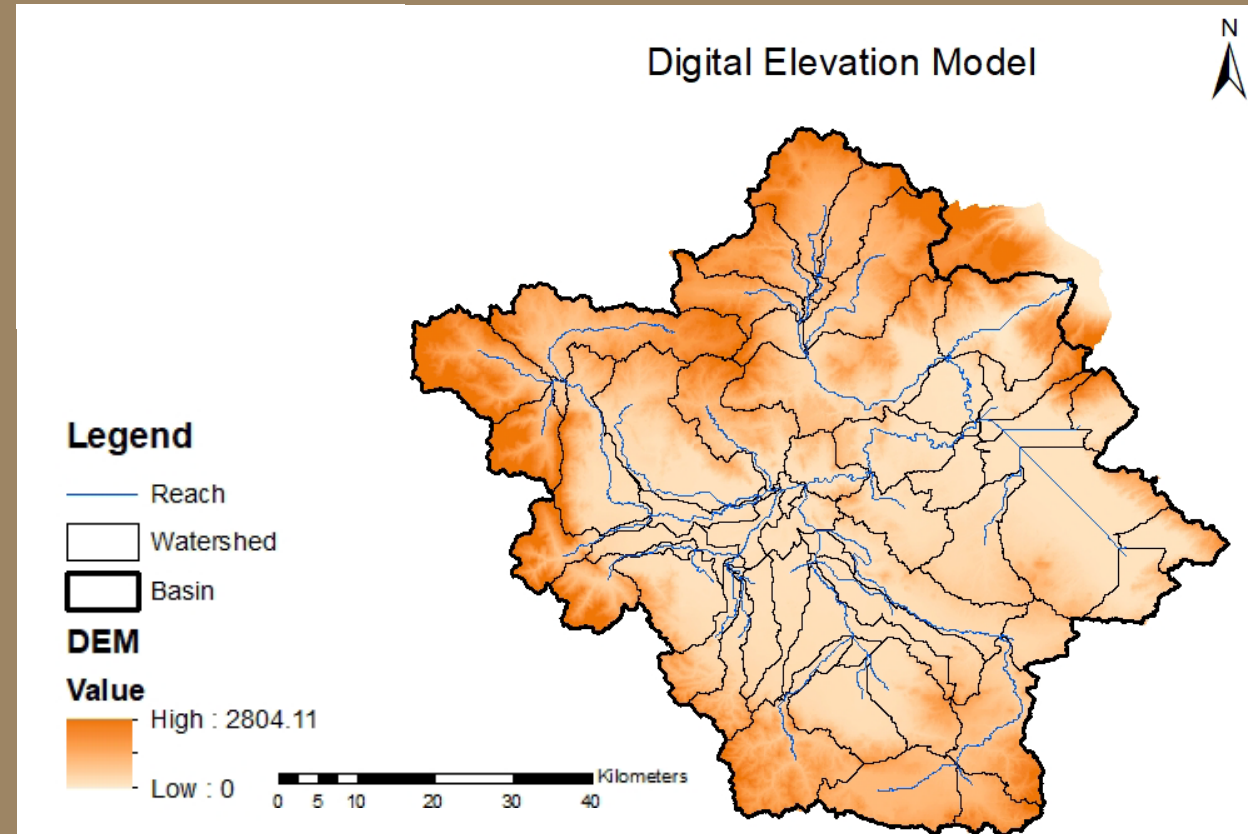 N
Digital Elevation Model
Legend
Reach
Watershed
Basin
DEM
Value
High : 2804.11
Low : 0
Kilometers
0 5 10 20 30 40